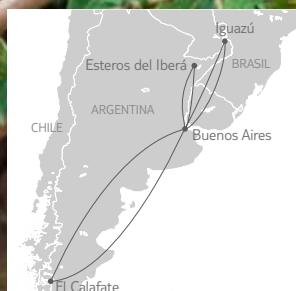 Iguazú
Esteros del Iberá
BRASIL
ARGENTINA
CHILE
Buenos Aires
El Calafate